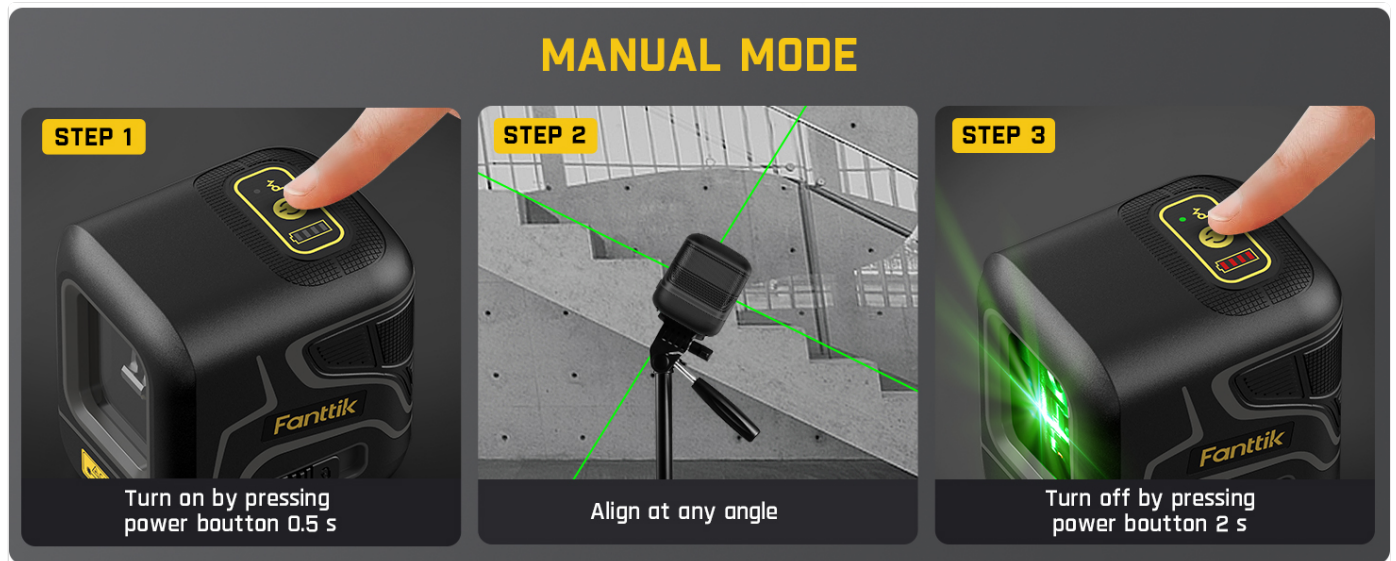 MANUAL MODE
STEP 1
Fanttik
Turn on by pressing
power boutton 0.5 s
STEP 2
Align at any angle
STEP 3
Fanttik
Turn off by pressing
power boutton 2 s